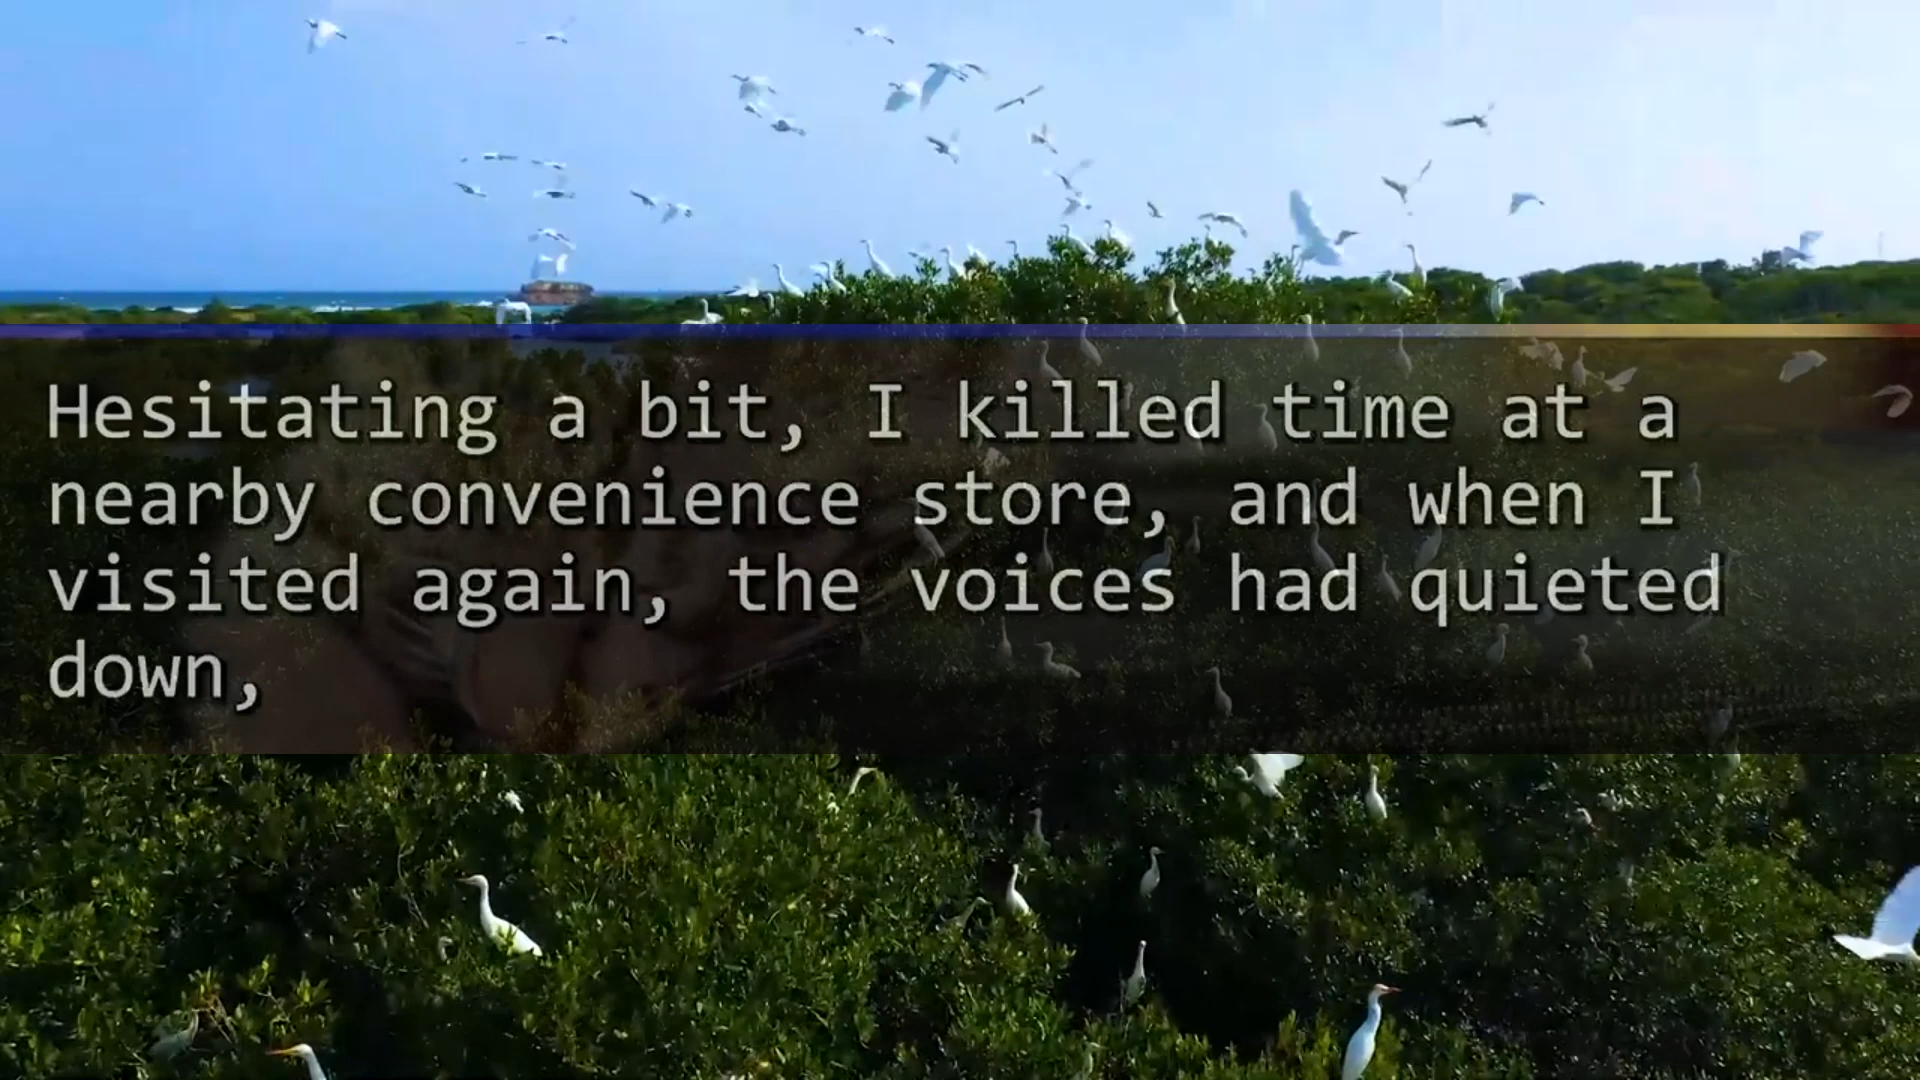 Hesitating a bit, I killed time at a
nearby convenience store, and when I
visited again, the voices had quieted
down,